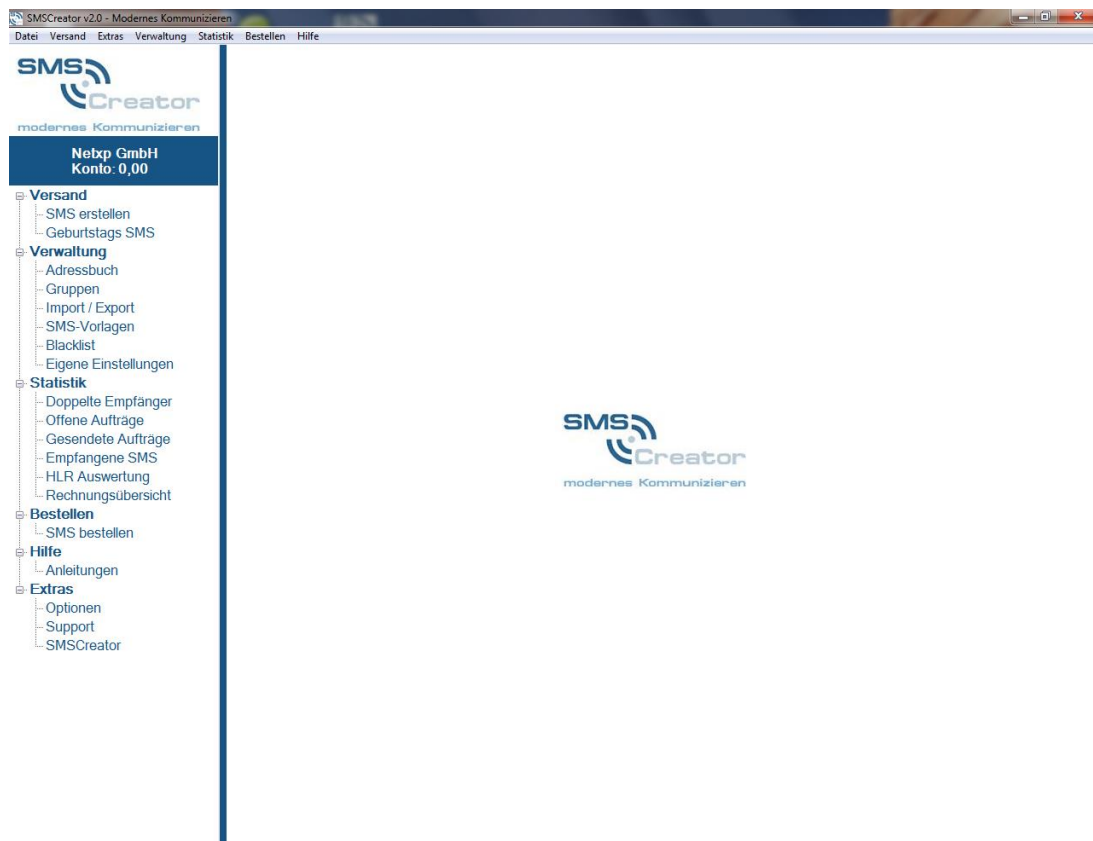 SMSCreator v2.0 - Modernes Kommunizieren
Datei Versand Extras Verwaltung Statistik Bestellen Hilfe
SMS
Creator
modernes Kommunizieren
Netxp GmbH
Konto: 0,00
Versand
SMS erstellen
Geburtstags SMS
Verwaltung
Adressbuch
Gruppen
Import / Export
SMS-Vorlagen
Blacklist
Eigene Einstellungen
Statistik
Doppelte Empfänger
Offene Aufträge
Gesendete Aufträge
Empfangene SMS
HLR Auswertung
Rechnungsübersicht
Bestellen
SMS bestellen
Hilfe
Anleitungen
Extras
Optionen
Support
SMSCreator
SMS
Creator
modernes Kommunizieren